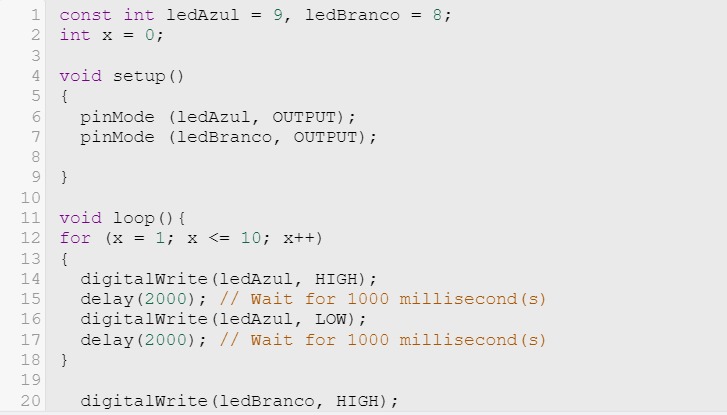 1 const int ledAzul = 9, ledBranco = 8;
2 int x = 0;
3
4 void setup()
5 {
6   pinMode (ledAzul, OUTPUT);
7   pinMode (ledBranco, OUTPUT);
8
9 }
10
11 void loop(){
12 for (x = 1; x <= 10; x++)
13 {
14   digitalWrite(ledAzul, HIGH);
15   delay(2000); // Wait for 1000 millisecond(s)
16   digitalWrite(ledAzul, LOW);
17   delay(2000); // Wait for 1000 millisecond(s)
18 }
19
20   digitalWrite(ledBranco, HIGH);